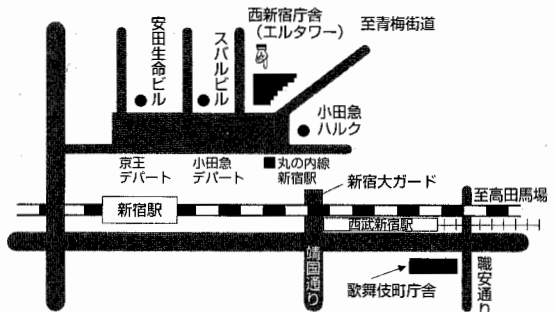 安田生命ビル
スバルビル
西新宿庁舎
（エルタワー）
至青梅街道
小田急
ハルク
京王
デパート
小田急
デパート
丸の内線
新宿駅
新宿大ガード
至高田馬場
新宿駅
西武新宿駅
靖国通り
歌舞伎町庁舎
職安通り